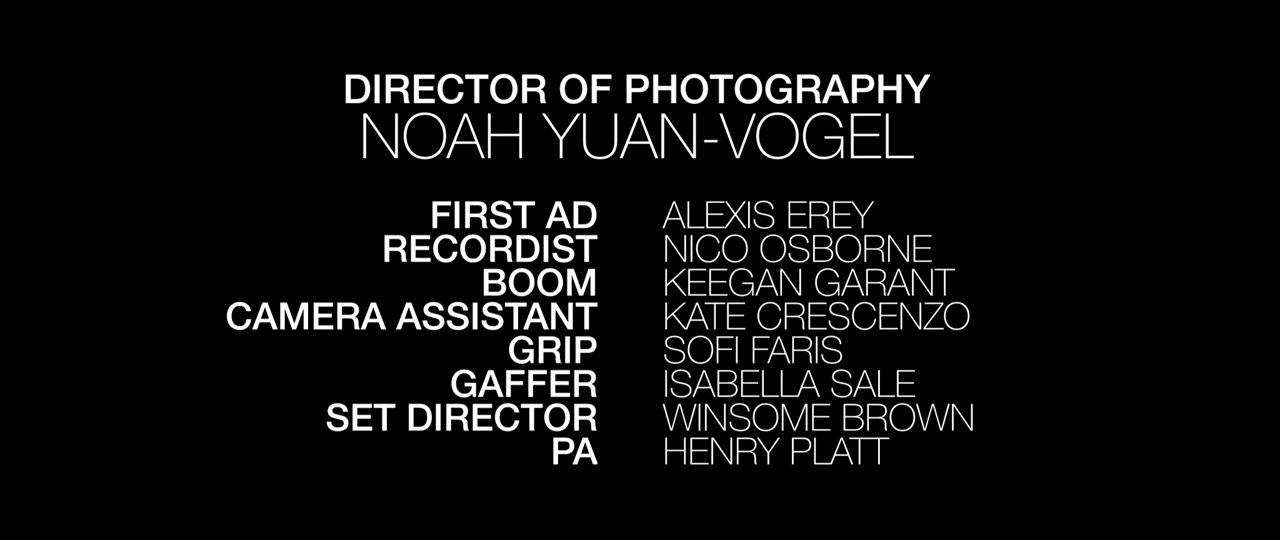 DIRECTOR OF PHOTOGRAPHY
NOAH YUAN-VOGEL
FIRST AD ALEXIS EREY
RECORDIST NICO OSBORNE
BOOM KEEGAN GARANT
CAMERA ASSISTANT KATE CRESCENZO
GRIP SOFI FARIS
GAFFER ISABELLA SALE
SET DIRECTOR WINSOME BROWN
PA HENRY PLATT